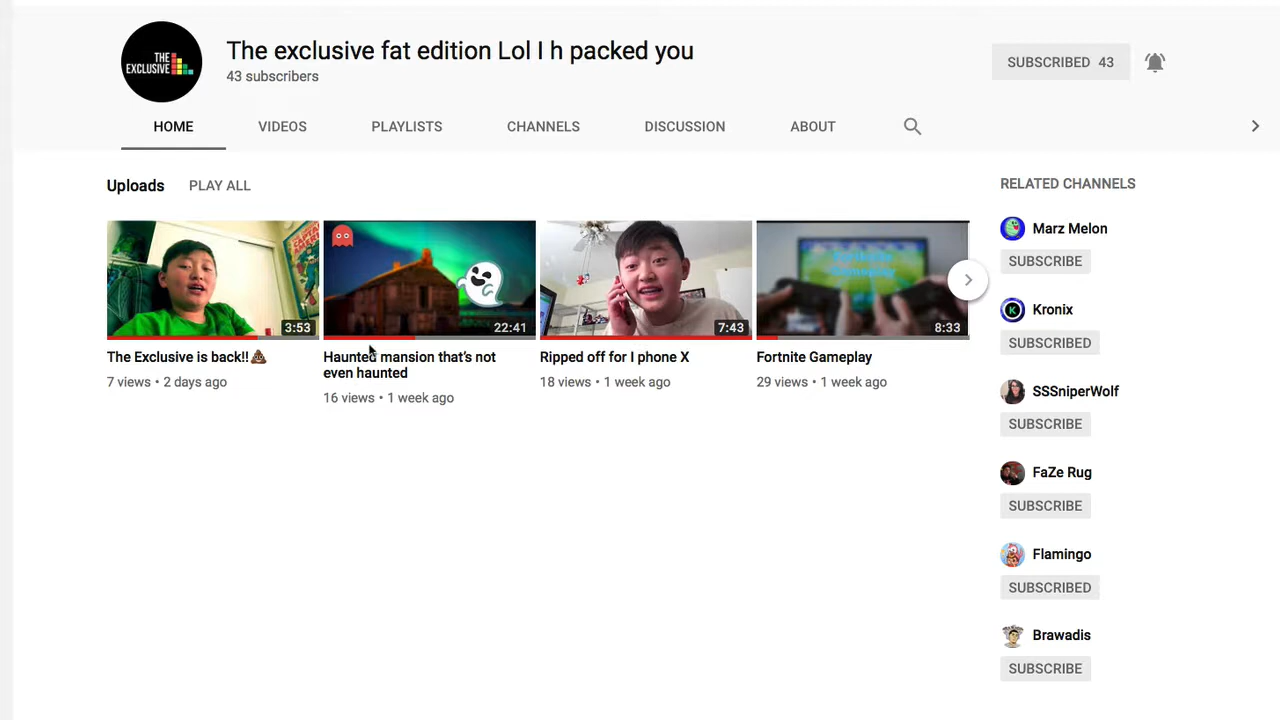 THE
EXCLUSIVE
The exclusive fat edition Lol I h packed you
43 subscribers
SUBSCRIBED 43
HOME VIDEOS PLAYLISTS CHANNELS DISCUSSION ABOUT
Uploads PLAY ALL
3:53
The Exclusive is back!!💩
7 views • 2 days ago
22:41
Haunted mansion that's not
even haunted
16 views • 1 week ago
7:43
Ripped off for I phone X
18 views • 1 week ago
Fortnite
Gameplay
8:33
Fortnite Gameplay
29 views • 1 week ago
RELATED CHANNELS
Marz Melon
SUBSCRIBE
Kronix
SUBSCRIBED
SSSniperWolf
SUBSCRIBE
FaZe Rug
SUBSCRIBE
Flamingo
SUBSCRIBED
Brawadis
SUBSCRIBE